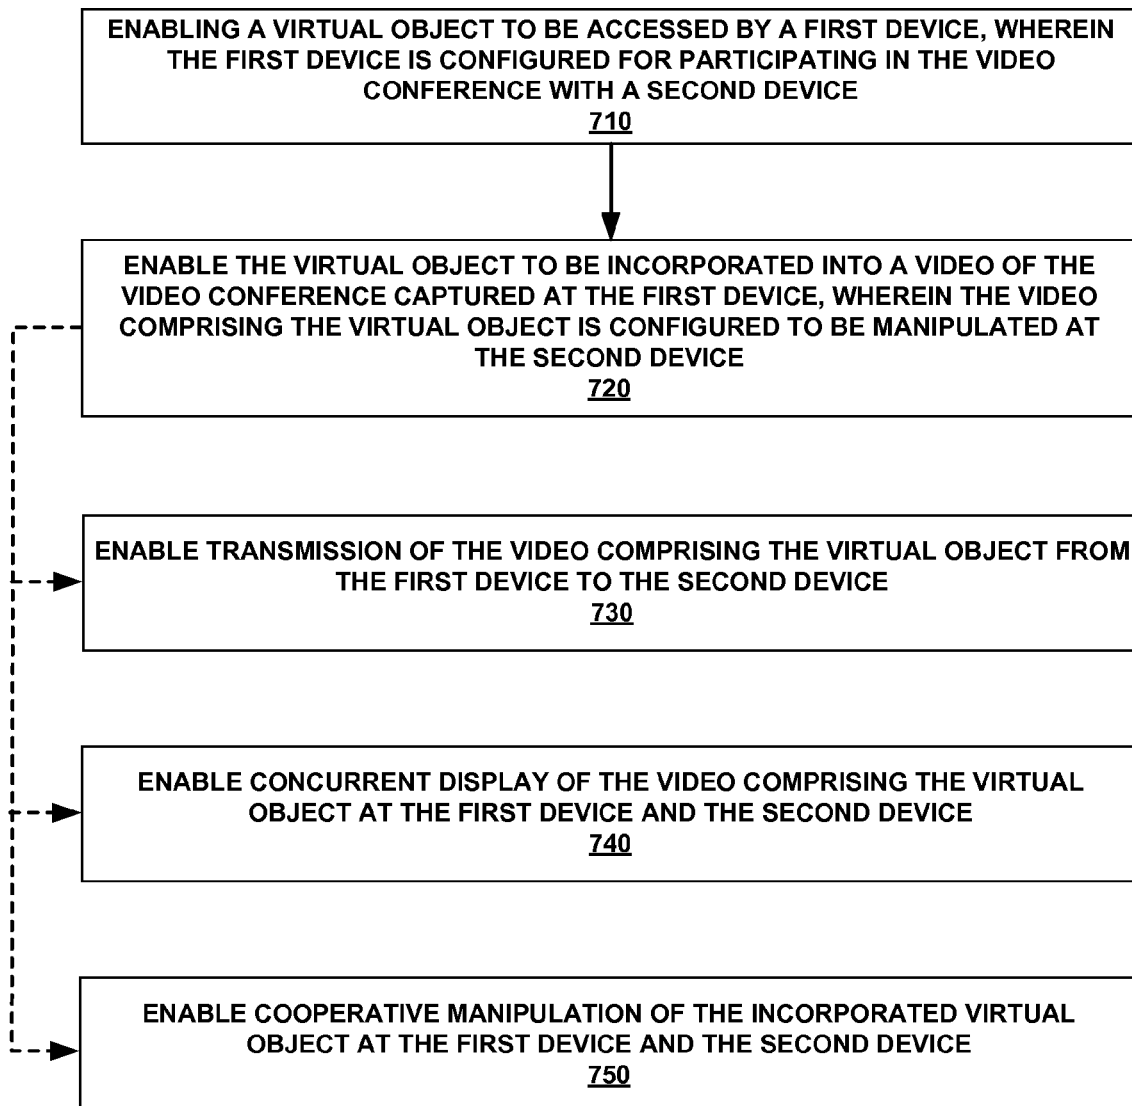 ENABLING A VIRTUAL OBJECT TO BE ACCESSED BY A FIRST DEVICE, WHEREIN
THE FIRST DEVICE IS CONFIGURED FOR PARTICIPATING IN THE VIDEO
CONFERENCE WITH A SECOND DEVICE
710
ENABLE THE VIRTUAL OBJECT TO BE INCORPORATED INTO A VIDEO OF THE
VIDEO CONFERENCE CAPTURED AT THE FIRST DEVICE, WHEREIN THE VIDEO
COMPRISING THE VIRTUAL OBJECT IS CONFIGURED TO BE MANIPULATED AT
THE SECOND DEVICE
720
ENABLE TRANSMISSION OF THE VIDEO COMPRISING THE VIRTUAL OBJECT FROM
THE FIRST DEVICE TO THE SECOND DEVICE
730
ENABLE CONCURRENT DISPLAY OF THE VIDEO COMPRISING THE VIRTUAL
OBJECT AT THE FIRST DEVICE AND THE SECOND DEVICE
740
ENABLE COOPERATIVE MANIPULATION OF THE INCORPORATED VIRTUAL
OBJECT AT THE FIRST DEVICE AND THE SECOND DEVICE
750